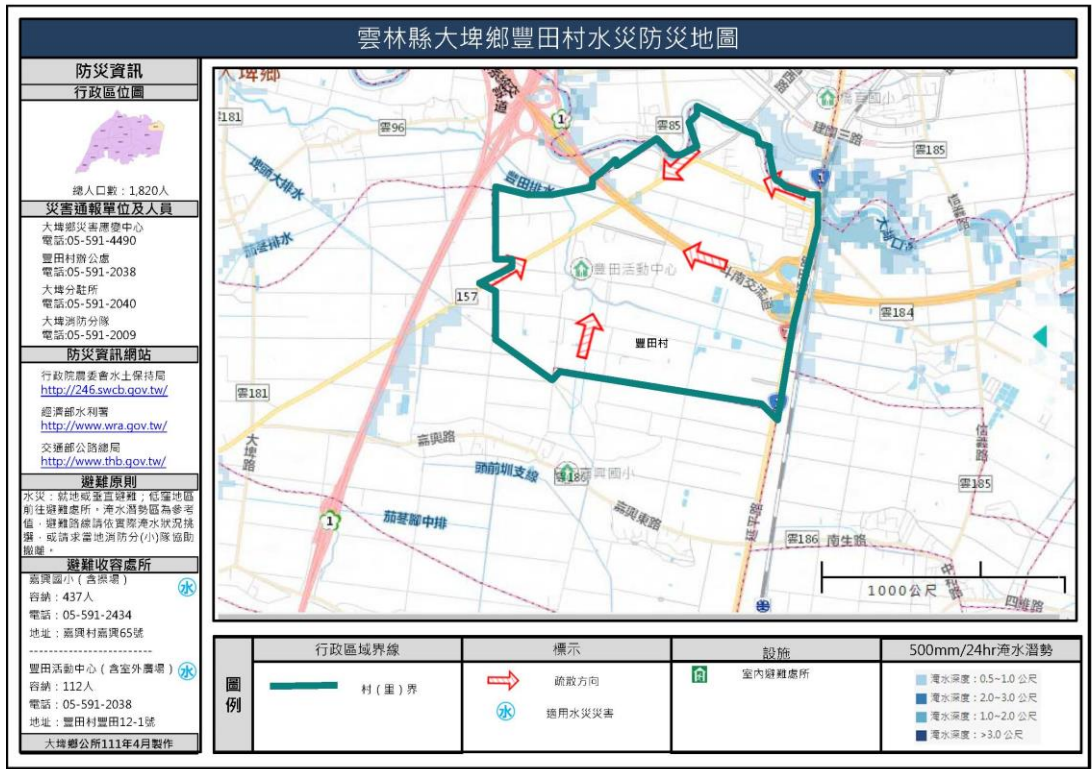 雲林縣大埤鄉豐田村水災防災地圖
防災資訊
行政區位圖
總人口數：1,820人
災害通報單位及人員
大埤鄉災害應變中心
電話:05-591-4490
豐田村辦公處
電話:05-591-2038
大埤分駐所
電話:05-591-2040
大埤消防分隊
電話:05-591-2009
防災資訊網站
行政院農委會水土保持局
http://246.swcb.gov.tw/
經濟部水利署
http://www.wra.gov.tw/
交通部公路總局
http://www.thb.gov.tw/
避難原則
水災：就地或垂直避難；低窪地區
前往避難處所。淹水潛勢區為參考
值，避難路線請依實際淹水狀況挑
選，或請求當地消防分(小)隊協助
撤離。
避難收容處所
嘉興國小（含操場）
水
容納：437人
電話：05-591-2434
地址：嘉興村嘉興65號
------------------------
豐田活動中心（含室外廣場）
水
容納：112人
電話：05-591-2038
地址：豐田村豐田12-1號
大埤鄉公所111年4月製作
大埤鄉
雲181
雲96
1
雲85
建國三路
雲185
1
埤頭大排水
豐田排水
豐田活動中心
斗南交流道
157
雲184
豐田村
雲181
大埤路
嘉興路
頭前圳支線
雲186
嘉興國小
茄苳腳中排
嘉興東路
延平路
雲185
雲186
南生路
1
四維路
1000公尺
圖例
行政區域界線
標示
設施
500mm/24hr淹水潛勢
村（里）界
疏散方向
水
適用水災災害
室內避難處所
淹水深度：0.5~1.0 公尺
淹水深度：2.0~3.0 公尺
淹水深度：1.0~2.0 公尺
淹水深度：>3.0 公尺